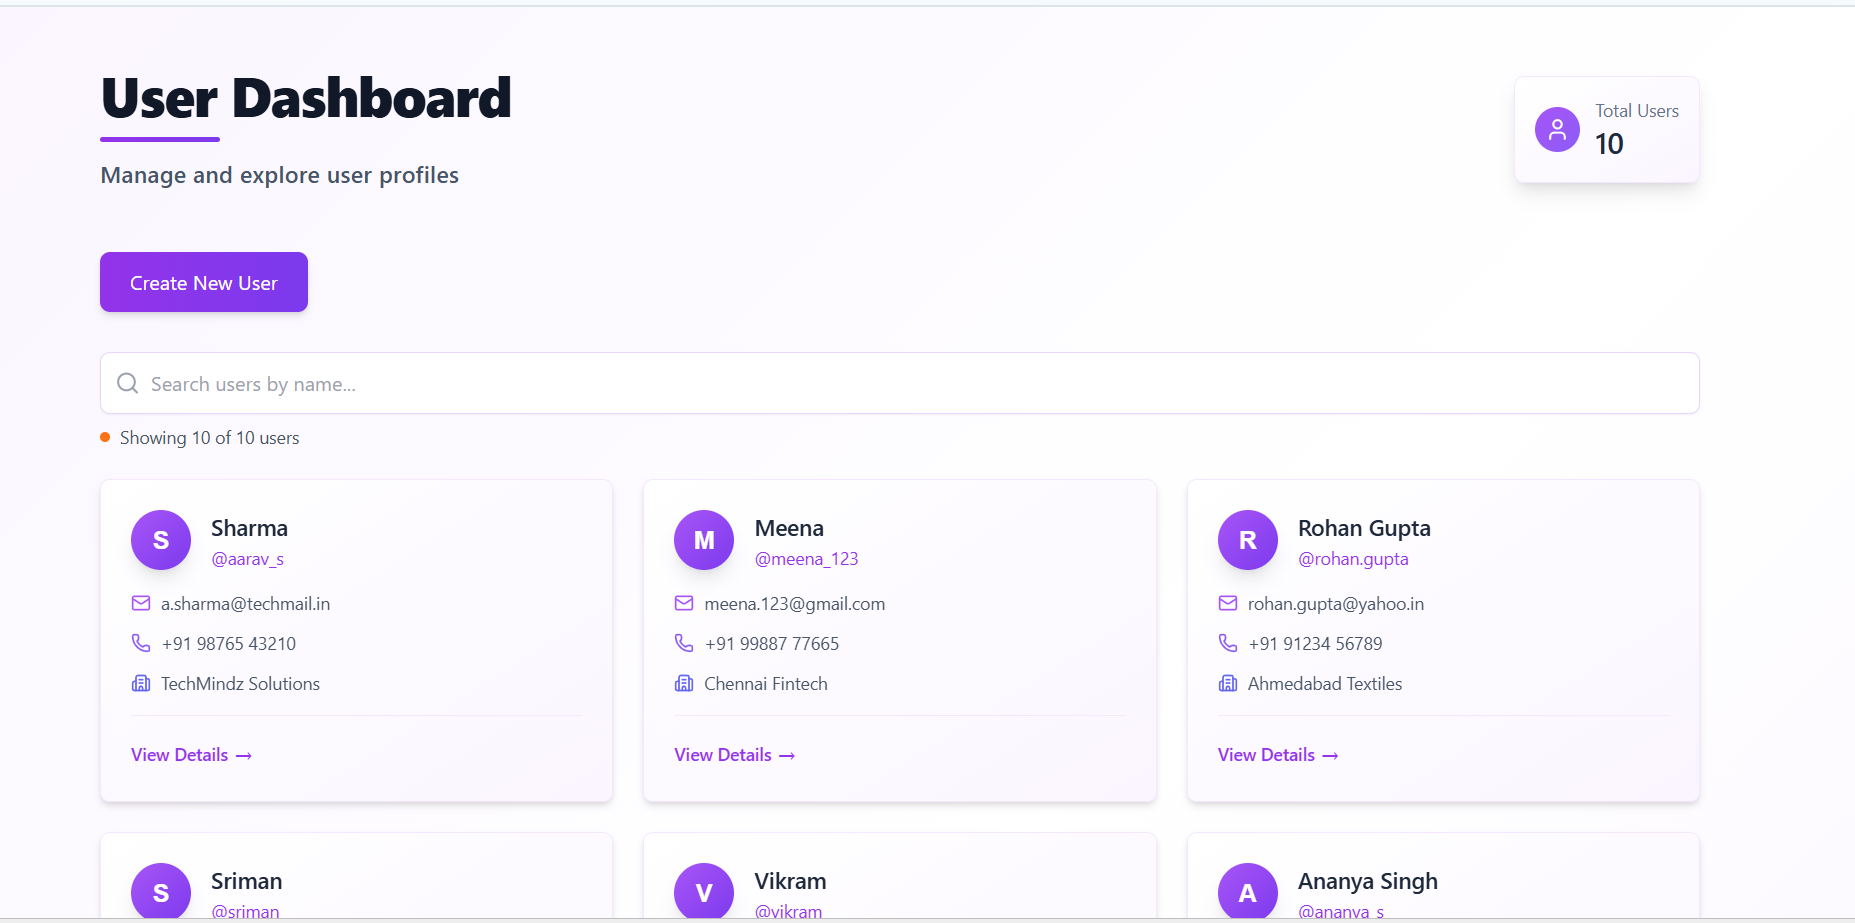 User Dashboard
Manage and explore user profiles
Total Users
10
Create New User
Search users by name...
Showing 10 of 10 users
S
Sharma
@aarav_s
a.sharma@techmail.in
+91 98765 43210
TechMindz Solutions
View Details →
M
Meena
@meena_123
meena.123@gmail.com
+91 99887 77665
Chennai Fintech
View Details →
R
Rohan Gupta
@rohan.gupta
rohan.gupta@yahoo.in
+91 91234 56789
Ahmedabad Textiles
View Details →
S
Sriman
@sriman
V
Vikram
@vikram
A
Ananya Singh
@ananya_s